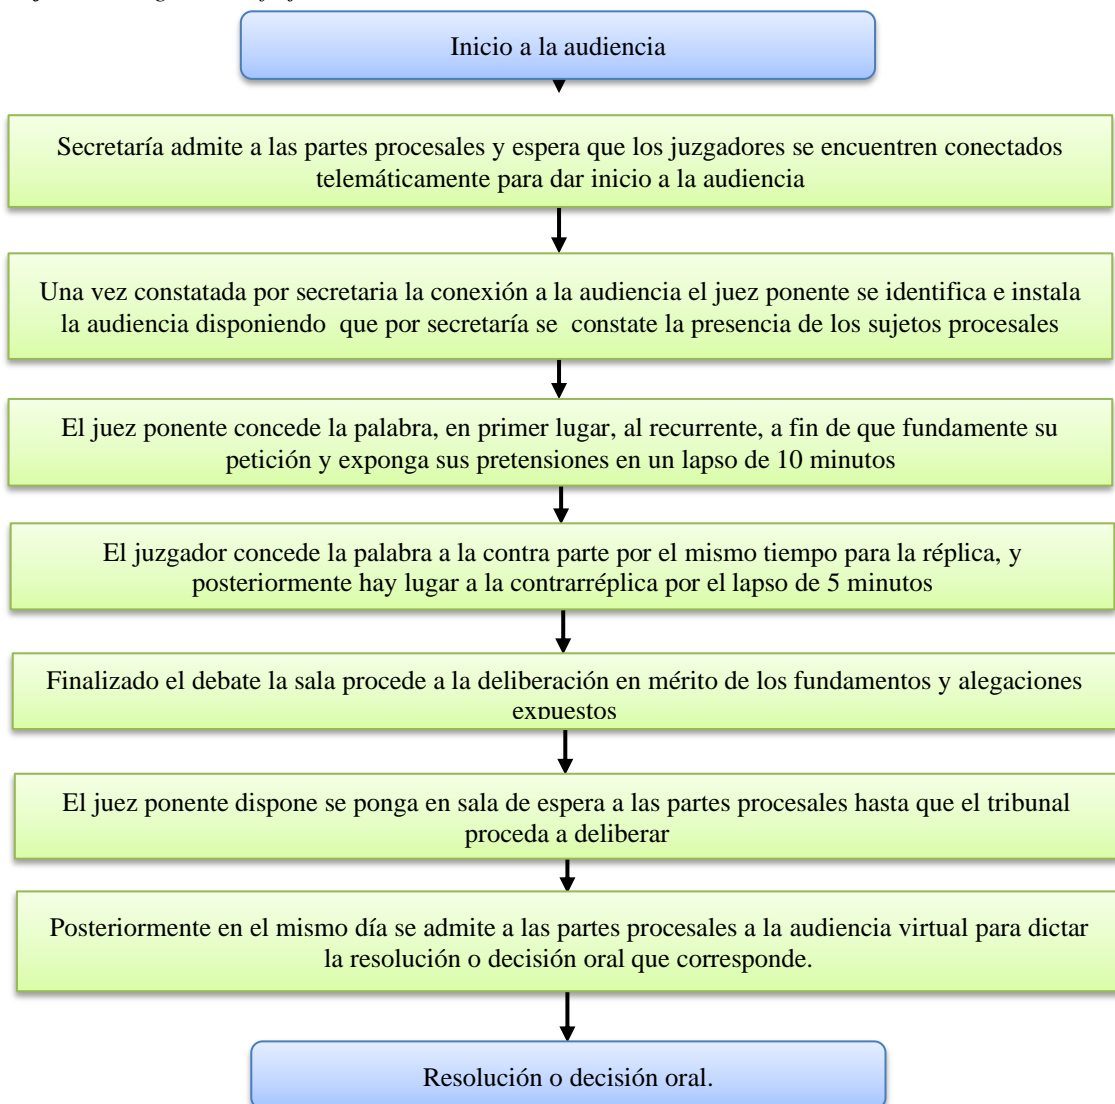 Inicio a la audiencia
Secretaría admite a las partes procesales y espera que los juzgadores se encuentren conectados
telemáticamente para dar inicio a la audiencia
Una vez constatada por secretaria la conexión a la audiencia el juez ponente se identifica e instala
la audiencia disponiendo que por secretaría se constate la presencia de los sujetos procesales
El juez ponente concede la palabra, en primer lugar, al recurrente, a fin de que fundamente su
petición y exponga sus pretensiones en un lapso de 10 minutos
El juzgador concede la palabra a la contra parte por el mismo tiempo para la réplica, y
posteriormente hay lugar a la contrarréplica por el lapso de 5 minutos
Finalizado el debate la sala procede a la deliberación en mérito de los fundamentos y alegaciones
expuestos
El juez ponente dispone se ponga en sala de espera a las partes procesales hasta que el tribunal
proceda a deliberar
Posteriormente en el mismo día se admite a las partes procesales a la audiencia virtual para dictar
la resolución o decisión oral que corresponde.
Resolución o decisión oral.